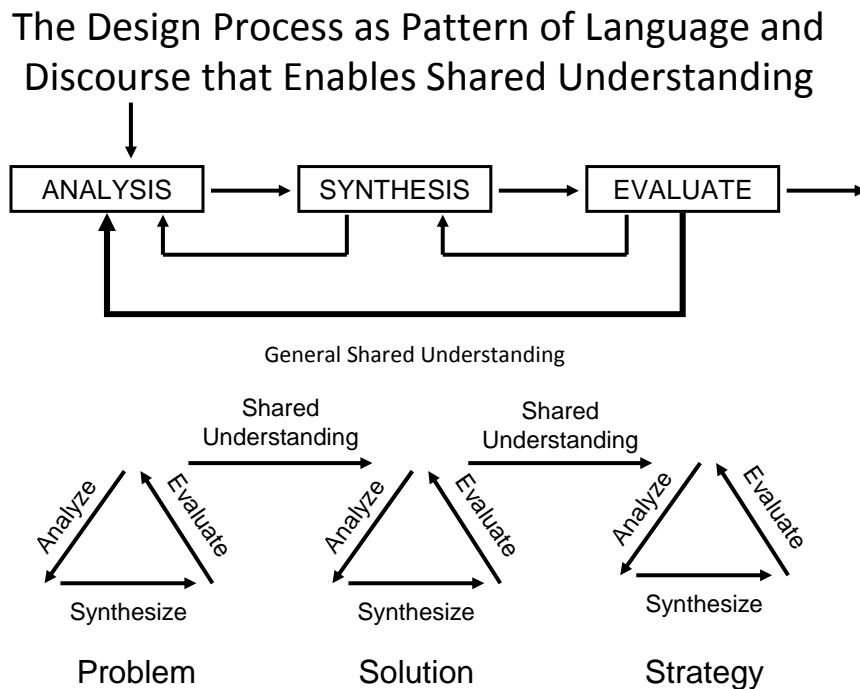 The Design Process as Pattern of Language and
Discourse that Enables Shared Understanding
ANALYSIS
SYNTHESIS
EVALUATE
General Shared Understanding
Shared
Understanding
Shared
Understanding
Analyze
Evaluate
Synthesize
Analyze
Evaluate
Synthesize
Analyze
Evaluate
Synthesize
Problem
Solution
Strategy